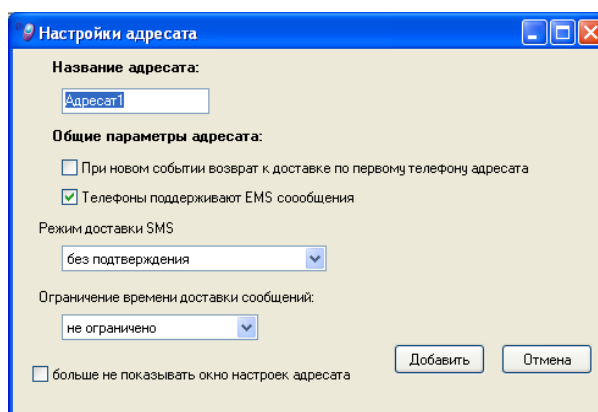 Настройки адресата
Название адресата:
Адресат1
Общие параметры адресата:
При новом событии возврат к доставке по первому телефону адресата
Телефоны поддерживают EMS соообщения
Режим доставки SMS
без подтверждения
Ограничение времени доставки сообщений:
не ограничено
Добавить Отмена
больше не показывать окно настроек адресата